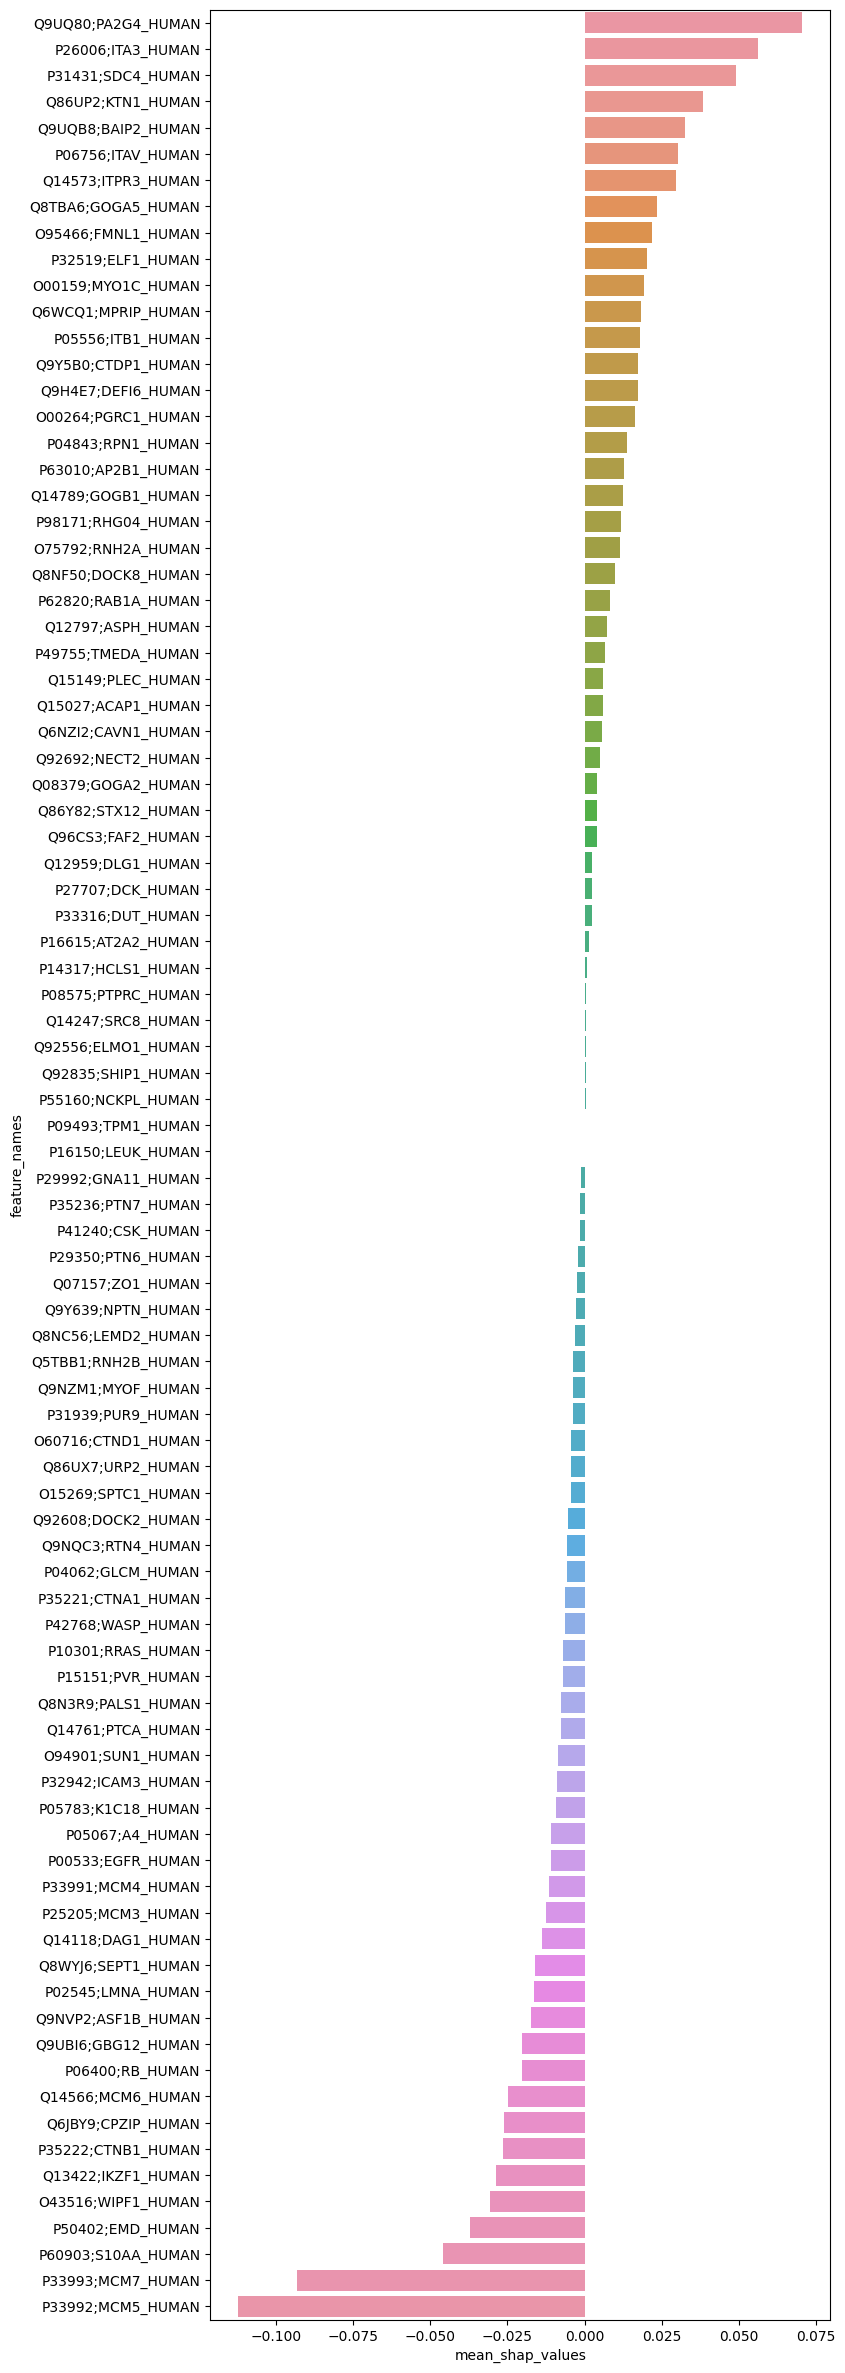 Q9UQ80;PA2G4_HUMAN
P26006;ITA3_HUMAN
P31431;SDC4_HUMAN
Q86UP2;KTN1_HUMAN
Q9UQB8;BAIP2_HUMAN
P06756;ITAV_HUMAN
Q14573;ITPR3_HUMAN
Q8TBA6;GOGA5_HUMAN
O95466;FMNL1_HUMAN
P32519;ELF1_HUMAN
O00159;MYO1C_HUMAN
Q6WCQ1;MPRIP_HUMAN
P05556;ITB1_HUMAN
Q9Y5B0;CTDP1_HUMAN
Q9H4E7;DEFI6_HUMAN
O00264;PGRC1_HUMAN
P04843;RPN1_HUMAN
P63010;AP2B1_HUMAN
Q14789;GOGB1_HUMAN
P98171;RHG04_HUMAN
O75792;RNH2A_HUMAN
Q8NF50;DOCK8_HUMAN
P62820;RAB1A_HUMAN
Q12797;ASPH_HUMAN
P49755;TMEDA_HUMAN
Q15149;PLEC_HUMAN
Q15027;ACAP1_HUMAN
Q6NZI2;CAVN1_HUMAN
Q92692;NECT2_HUMAN
Q08379;GOGA2_HUMAN
Q86Y82;STX12_HUMAN
Q96CS3;FAF2_HUMAN
Q12959;DLG1_HUMAN
P27707;DCK_HUMAN
P33316;DUT_HUMAN
P16615;AT2A2_HUMAN
P14317;HCLS1_HUMAN
P08575;PTPRC_HUMAN
Q14247;SRC8_HUMAN
Q92556;ELMO1_HUMAN
Q92835;SHIP1_HUMAN
P55160;NCKPL_HUMAN
P09493;TPM1_HUMAN
P16150;LEUK_HUMAN
P29992;GNA11_HUMAN
P35236;PTN7_HUMAN
P41240;CSK_HUMAN
P29350;PTN6_HUMAN
Q07157;ZO1_HUMAN
Q9Y639;NPTN_HUMAN
Q8NC56;LEMD2_HUMAN
Q5TBB1;RNH2B_HUMAN
Q9NZM1;MYOF_HUMAN
P31939;PUR9_HUMAN
O60716;CTND1_HUMAN
Q86UX7;URP2_HUMAN
O15269;SPTC1_HUMAN
Q92608;DOCK2_HUMAN
Q9NQC3;RTN4_HUMAN
P04062;GLCM_HUMAN
P35221;CTNA1_HUMAN
P42768;WASP_HUMAN
P10301;RRAS_HUMAN
P15151;PVR_HUMAN
Q8N3R9;PALS1_HUMAN
Q14761;PTCA_HUMAN
O94901;SUN1_HUMAN
P32942;ICAM3_HUMAN
P05783;K1C18_HUMAN
P05067;A4_HUMAN
P00533;EGFR_HUMAN
P33991;MCM4_HUMAN
P25205;MCM3_HUMAN
Q14118;DAG1_HUMAN
Q8WYJ6;SEPT1_HUMAN
P02545;LMNA_HUMAN
Q9NVP2;ASF1B_HUMAN
Q9UBI6;GBG12_HUMAN
P06400;RB_HUMAN
Q14566;MCM6_HUMAN
Q6JBY9;CPZIP_HUMAN
P35222;CTNB1_HUMAN
Q13422;IKZF1_HUMAN
O43516;WIPF1_HUMAN
P50402;EMD_HUMAN
P60903;S10AA_HUMAN
P33993;MCM7_HUMAN
P33992;MCM5_HUMAN
feature_names
−0.100 −0.075 −0.050 −0.025 0.000 0.025 0.050 0.075
mean_shap_values